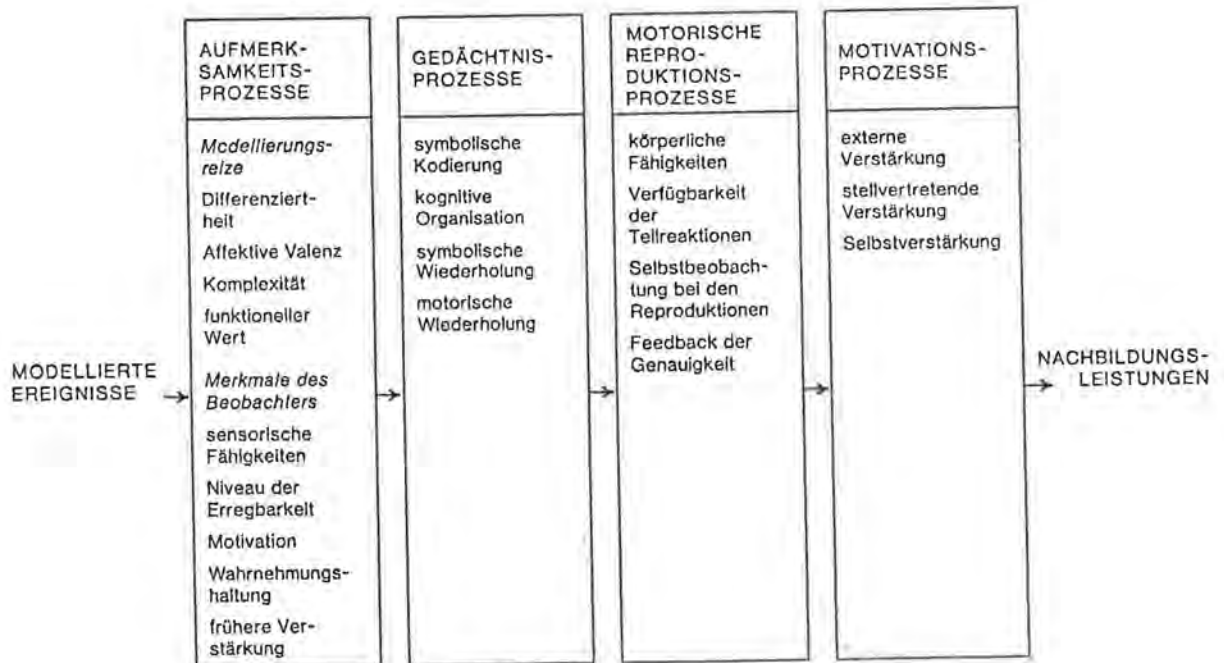 MODELLIERTE
EREIGNISSE
AUFMERK-
SAMKEITS-
PROZESSE
Modellierungs-
reize
Differenziert-
heit
Affektive Valenz
Komplexität
funktioneller
Wert
Merkmale des
Beobachters
sensorische
Fähigkeiten
Niveau der
Erregbarkeit
Motivation
Wahrnehmungs-
haltung
frühere Ver-
stärkung
GEDÄCHTNIS-
PROZESSE
symbolische
Kodierung
kognitive
Organisation
symbolische
Wiederholung
motorische
Wiederholung
MOTORISCHE
REPRO-
DUKTIONS-
PROZESSE
körperliche
Fähigkeiten
Verfügbarkeit
der
Teilreaktionen
Selbstbeobach-
tung bei den
Reproduktionen
Feedback der
Genauigkeit
MOTIVATIONS-
PROZESSE
externe
Verstärkung
stellvertretende
Verstärkung
Selbstverstärkung
NACHBILDUNGS-
LEISTUNGEN